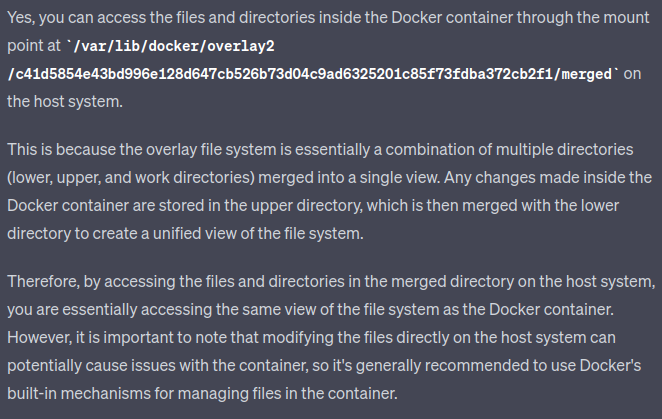 Yes, you can access the files and directories inside the Docker container through the mount
point at `/var/lib/docker/overlay2
/c41d5854e43bd996e128d647cb526b73d04c9ad6325201c85f73fdba372cb2f1/merged` on
the host system.
This is because the overlay file system is essentially a combination of multiple directories
(lower, upper, and work directories) merged into a single view. Any changes made inside the
Docker container are stored in the upper directory, which is then merged with the lower
directory to create a unified view of the file system.
Therefore, by accessing the files and directories in the merged directory on the host system,
you are essentially accessing the same view of the file system as the Docker container.
However, it is important to note that modifying the files directly on the host system can
potentially cause issues with the container, so it's generally recommended to use Docker's
built-in mechanisms for managing files in the container.